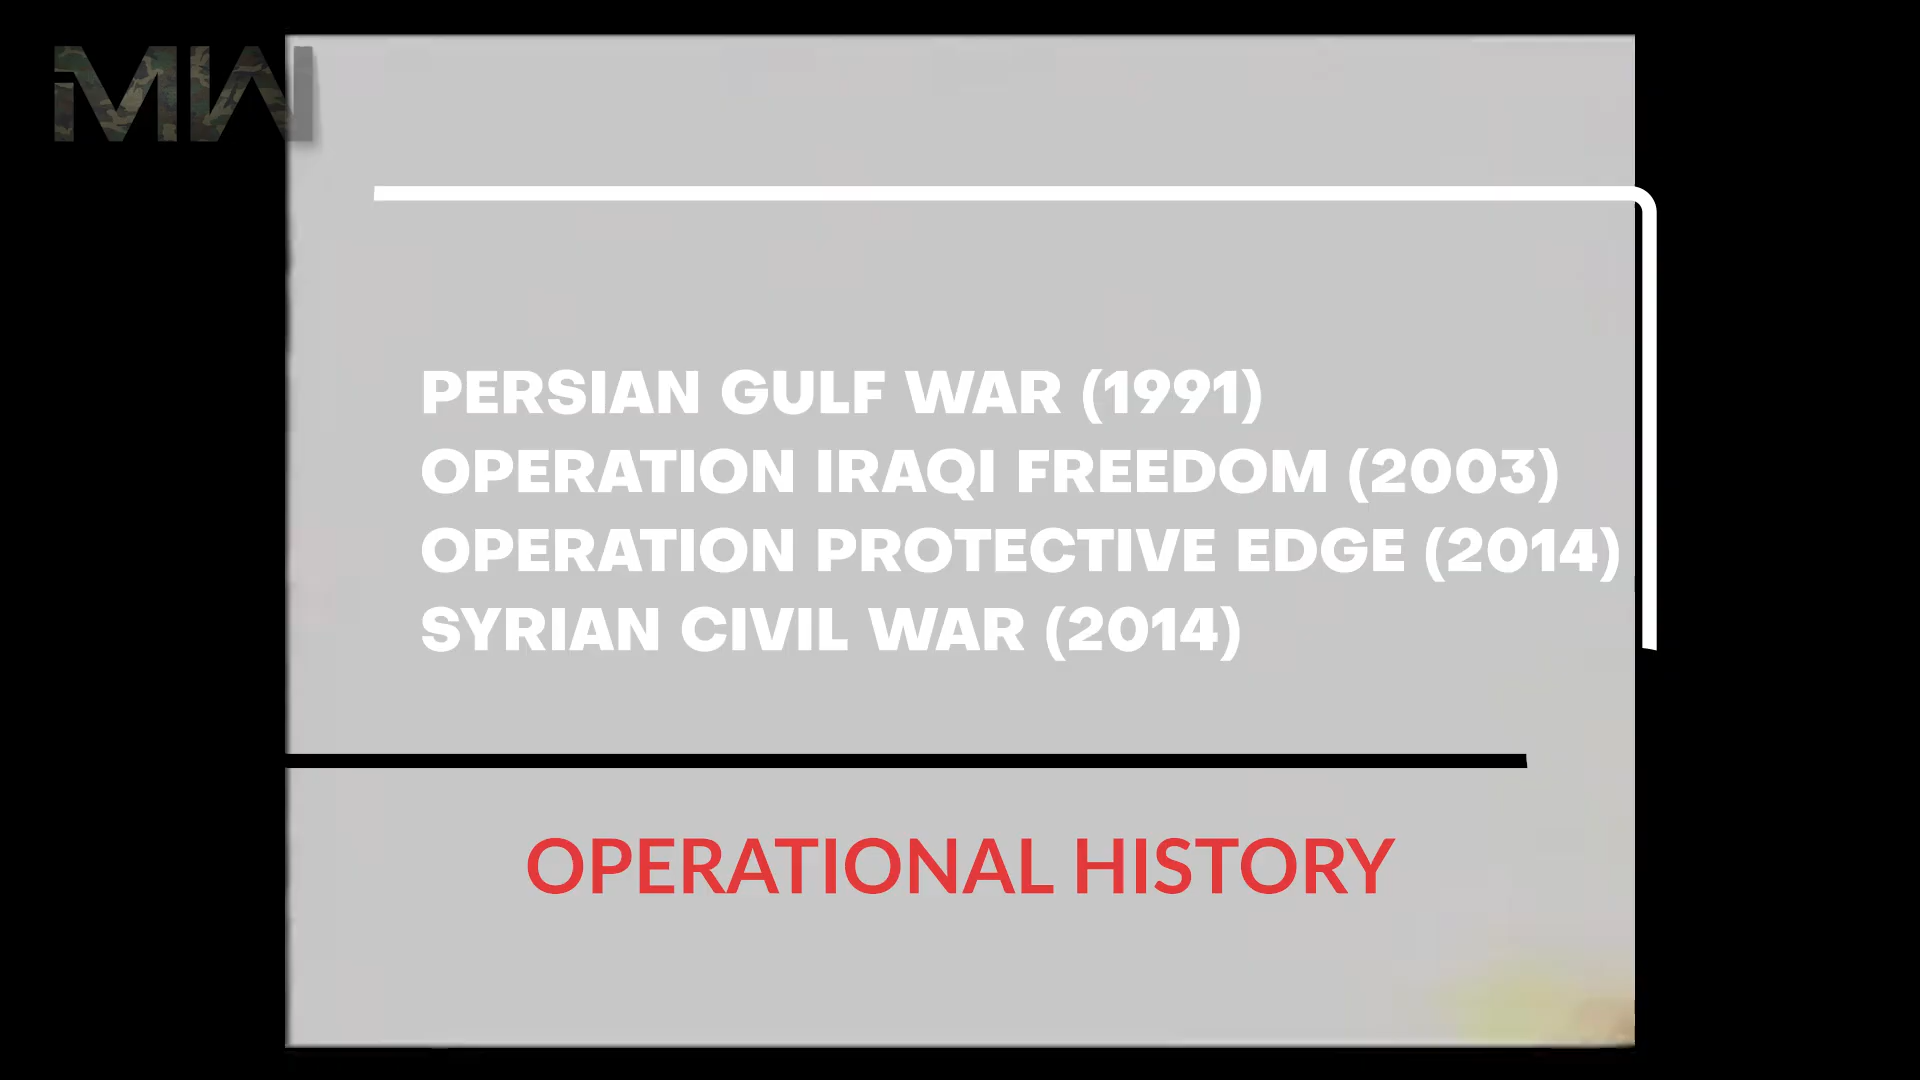 MW
PERSIAN GULF WAR (1991)
OPERATION IRAQI FREEDOM (2003)
OPERATION PROTECTIVE EDGE (2014)
SYRIAN CIVIL WAR (2014)
OPERATIONAL HISTORY